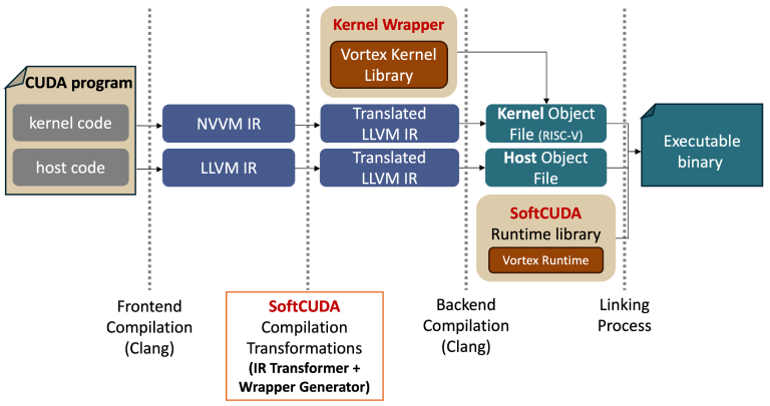 Kernel Wrapper
Vortex Kernel
Library
CUDA program
kernel code
host code
NVVM IR
LLVM IR
Translated
LLVM IR
Translated
LLVM IR
Kernel Object
File (RISC-V)
Host Object
File
Executable
binary
SoftCUDA
Runtime library
Vortex Runtime
Frontend
Compilation
(Clang)
SoftCUDA
Compilation
Transformations
(IR Transformer +
Wrapper Generator)
Backend
Compilation
(Clang)
Linking
Process